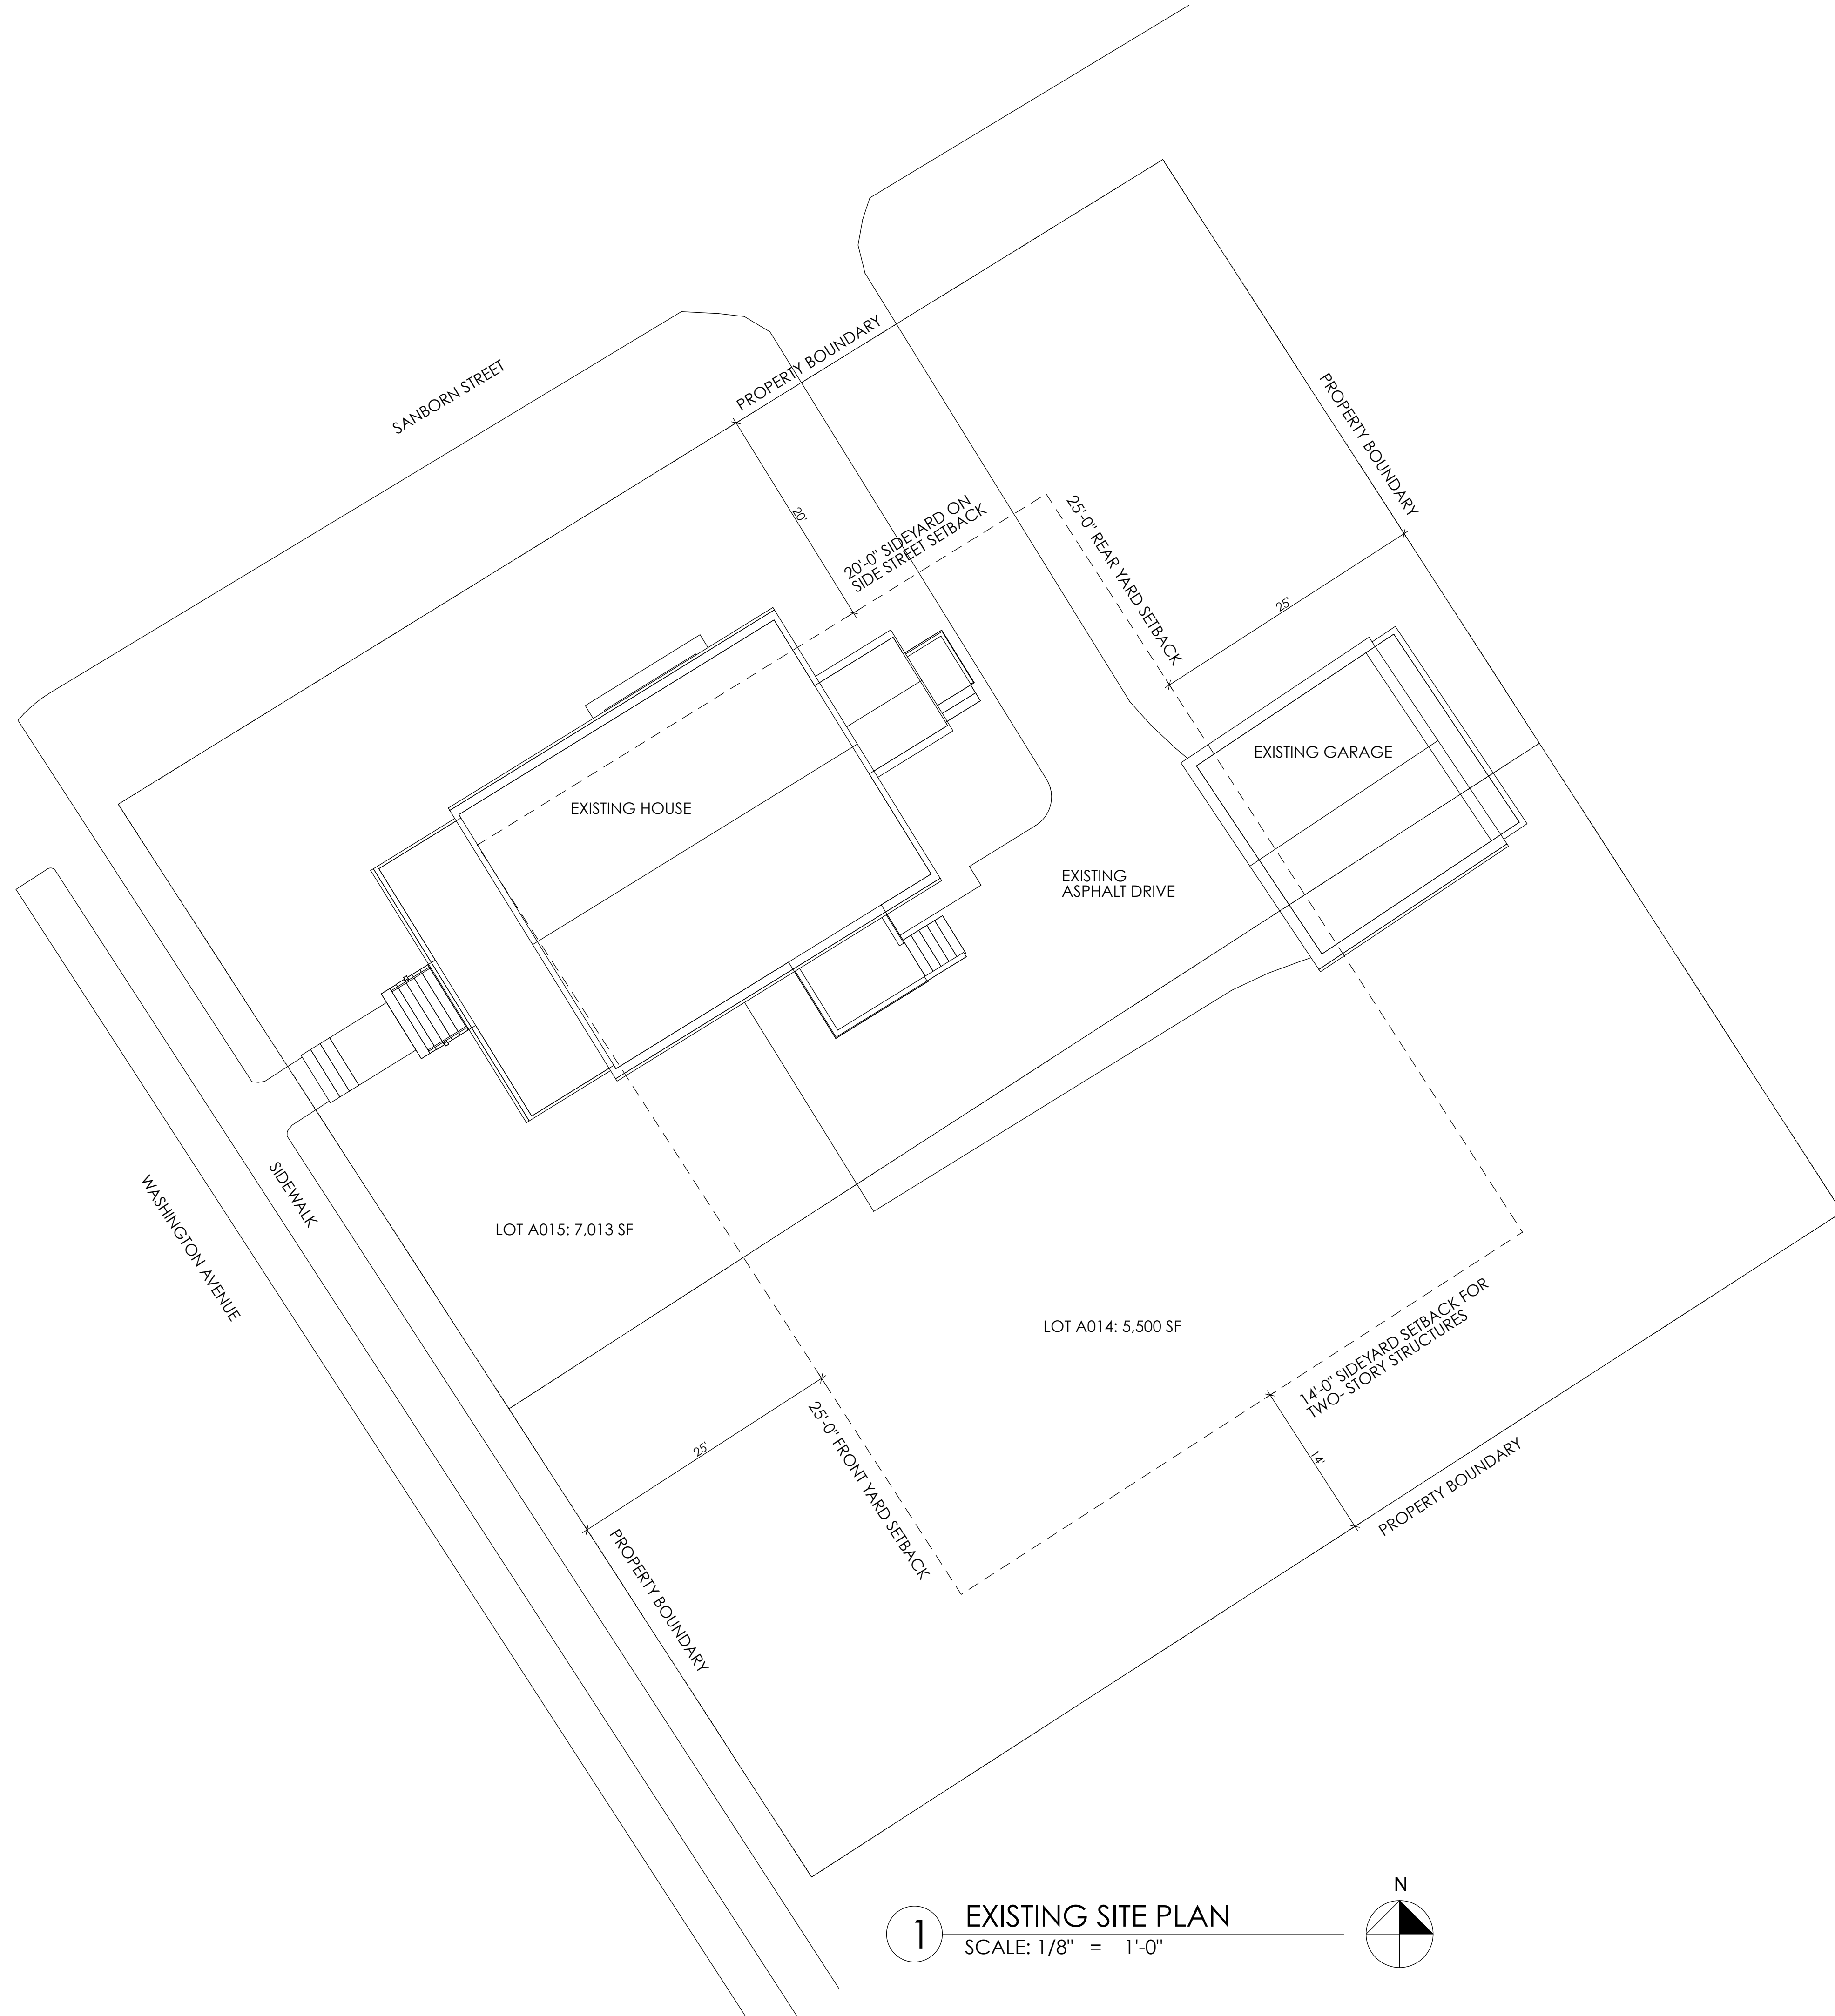 PROPERTY BOUNDARY
SANBORN STREET
PROPERTY BOUNDARY
20'
20'-0" SIDEYARD ON
SIDE STREET SETBACK
25'-0" REAR YARD SETBACK
25'
EXISTING GARAGE
EXISTING HOUSE
EXISTING
ASPHALT DRIVE
SIDEWALK
WASHINGTON AVENUE
LOT A015: 7,013 SF
LOT A014: 5,500 SF
14'-0" SIDEYARD SETBACK FOR
TWO- STORY STRUCTURES
25'
25'-0" FRONT YARD SETBACK
14'
PROPERTY BOUNDARY
PROPERTY BOUNDARY
1
EXISTING SITE PLAN
SCALE: 1/8" = 1'-0"
N